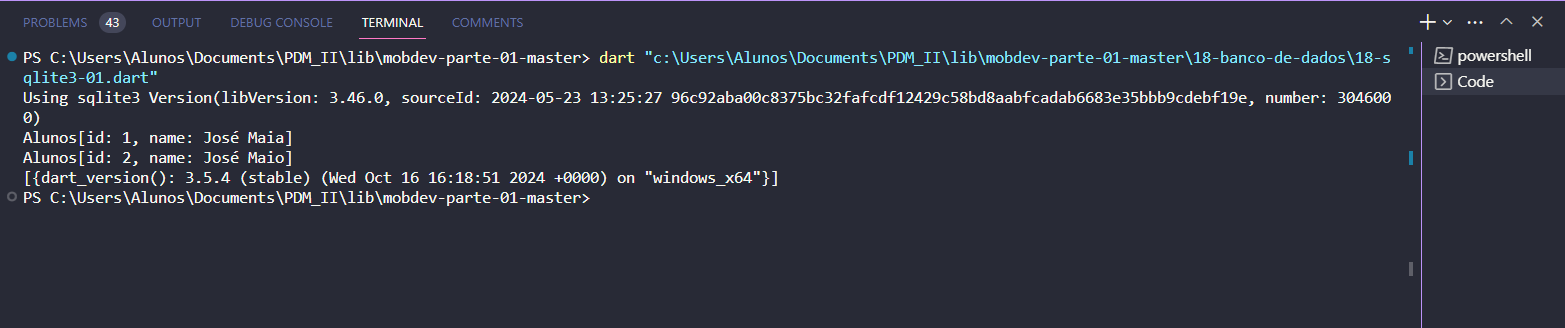 PROBLEMS 43 OUTPUT DEBUG CONSOLE TERMINAL COMMENTS
PS C:\Users\Alunos\Documents\PDM_II\lib\mobdev-parte-01-master> dart "c:\Users\Alunos\Documents\PDM_II\lib\mobdev-parte-01-master\18-banco-de-dados\18-s
qlite3-01.dart"
Using sqlite3 Version(libVersion: 3.46.0, sourceId: 2024-05-23 13:25:27 96c92aba00c8375bc32fafcdf12429c58bd8aabfcadab6683e35bbb9cdebf19e, number: 304600
0)
Alunos[id: 1, name: José Maia]
Alunos[id: 2, name: José Maio]
[{dart_version(): 3.5.4 (stable) (Wed Oct 16 16:18:51 2024 +0000) on "windows_x64"}]
PS C:\Users\Alunos\Documents\PDM_II\lib\mobdev-parte-01-master>
powershell
Code